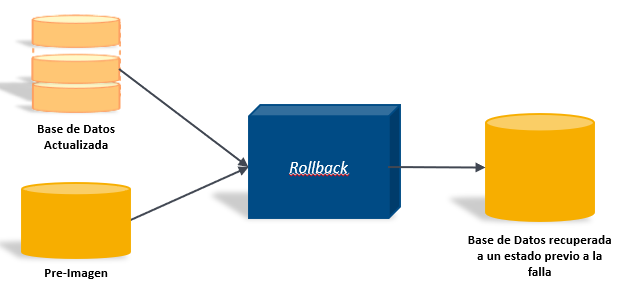 Base de Datos
Actualizada
Rollback
Pre-Imagen
Base de Datos recuperada
a un estado previo a la
falla